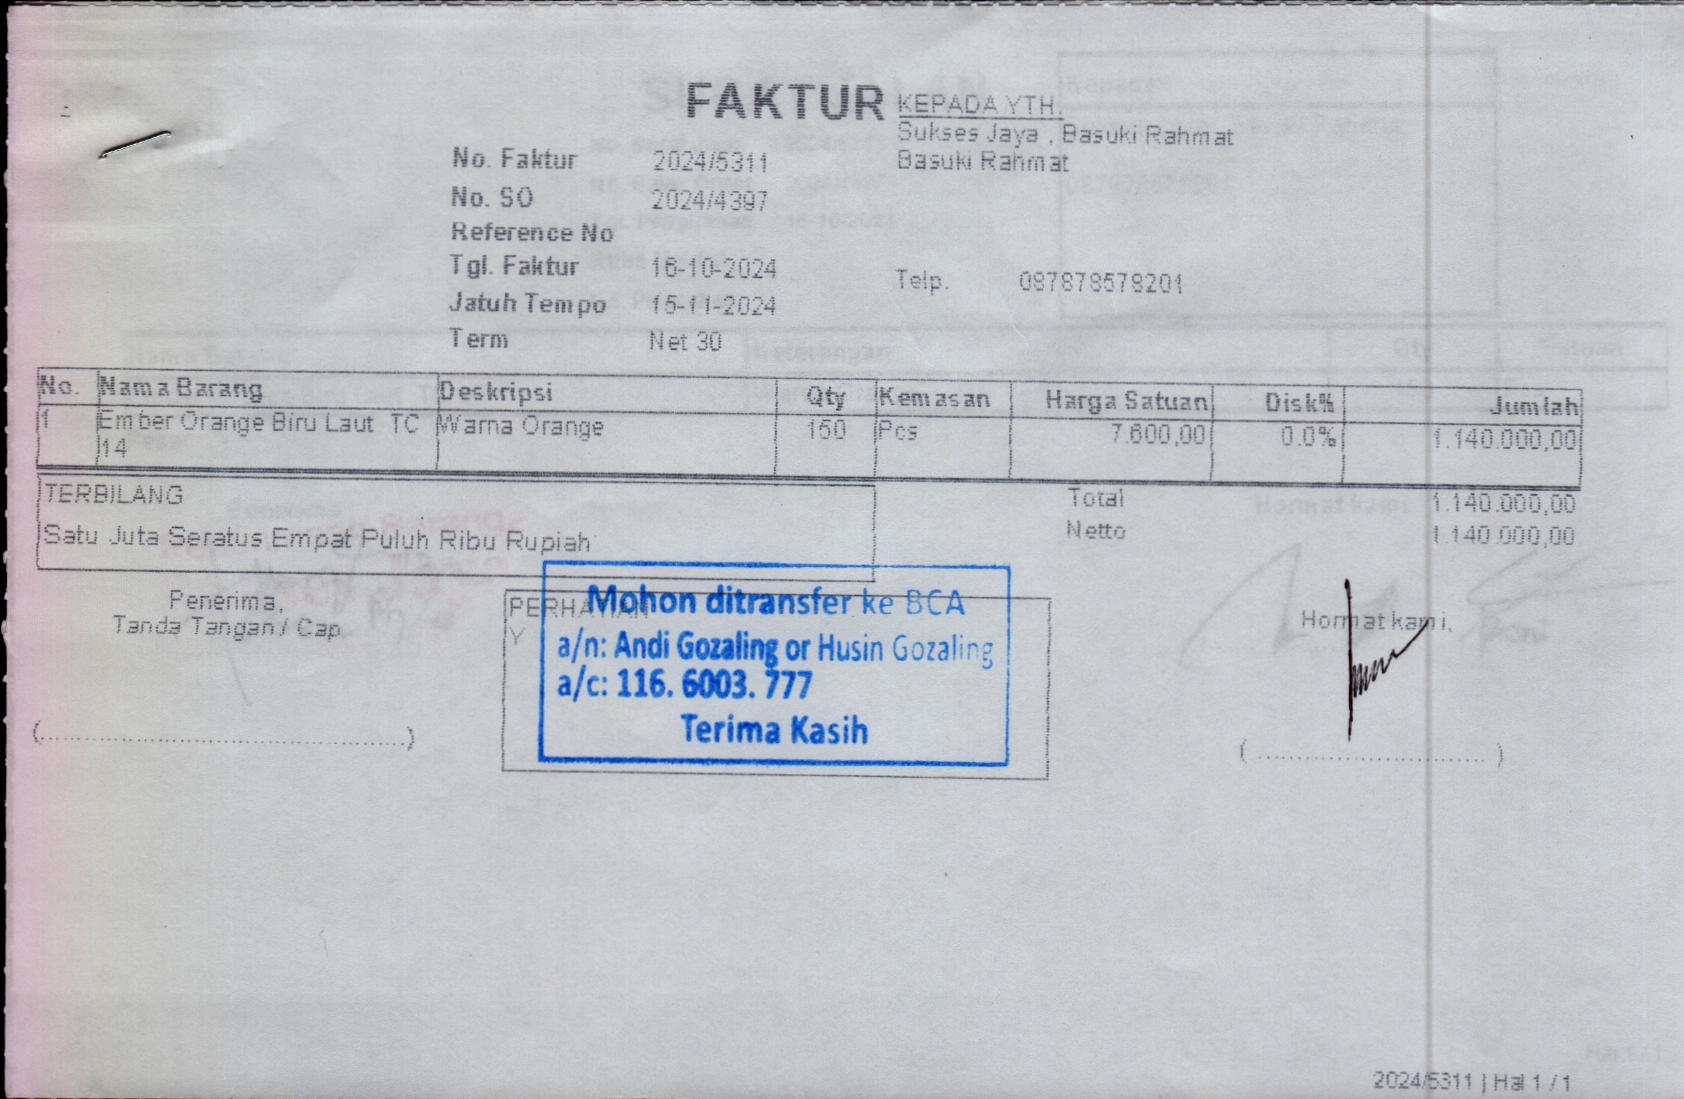 FAKTUR
KEPADA YTH.
Sukses Jaya , Basuki Rahmat
Basuki Rahmat
No. Faktur 2024/5311
No. SO 2024/4397
Reference No
Tgl. Faktur 16-10-2024
Telp. 087878578201
Jatuh Tempo 15-11-2024
Term Net 30
No. Nama Barang Deskripsi Qty Kemasan Harga Satuan Disk% Jumlah
1 Ember Orange Biru Laut TC Warna Orange 150 Pcs 7.600,00 0.0% 1.140.000,00
14
TERBILANG
Satu Juta Seratus Empat Puluh Ribu Rupiah
Total 1.140.000,00
Netto 1.140.000,00
Penerima,
Tanda Tangan / Cap
PERHATIAN
Y
Mohon ditransfer ke BCA
a/n: Andi Gozaling or Husin Gozaling
a/c: 116. 6003. 777
Terima Kasih
Hormat kami,
(........................................)
(............................)
2024/5311 | Hal 1 / 1